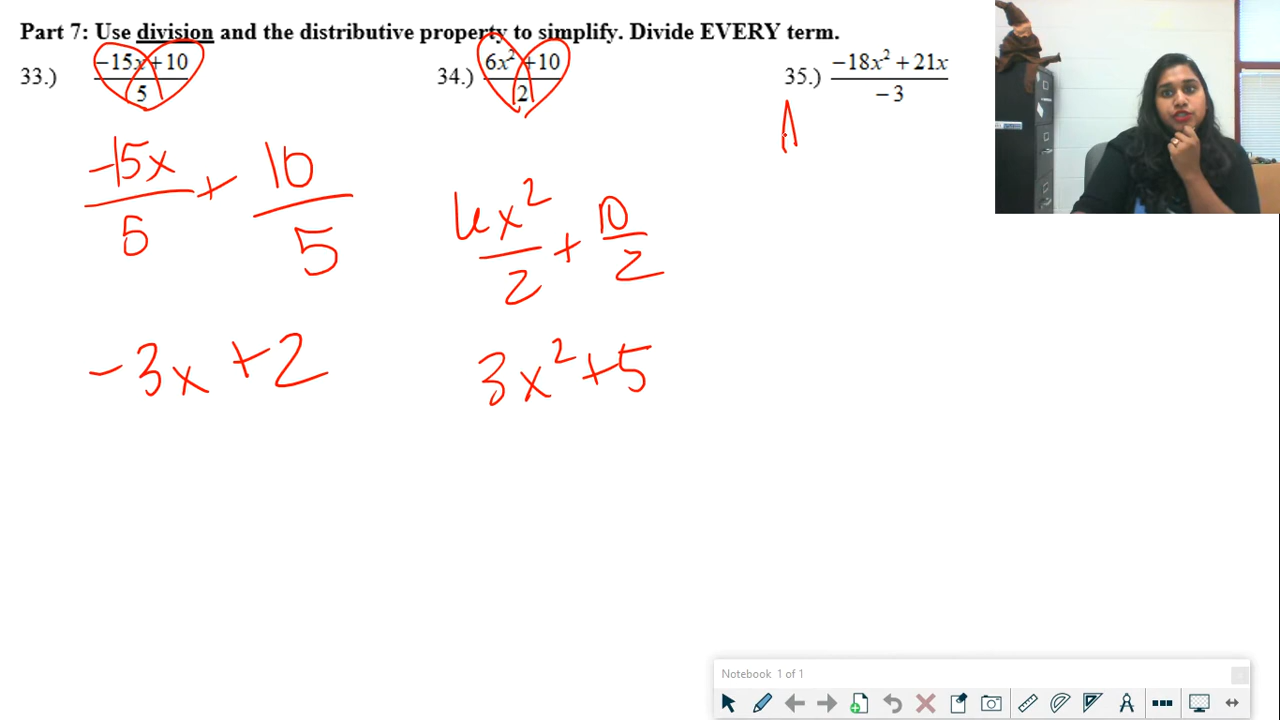 Part 7: Use division and the distributive property to simplify. Divide EVERY term.
33.) −15x + 10 / 5
34.) 6x² + 10 / 2
35.) −18x² + 21x / −3
-15x / 5 + 10 / 5
6x² / 2 + 10 / 2
-3x + 2
3x² + 5
Notebook 1 of 1